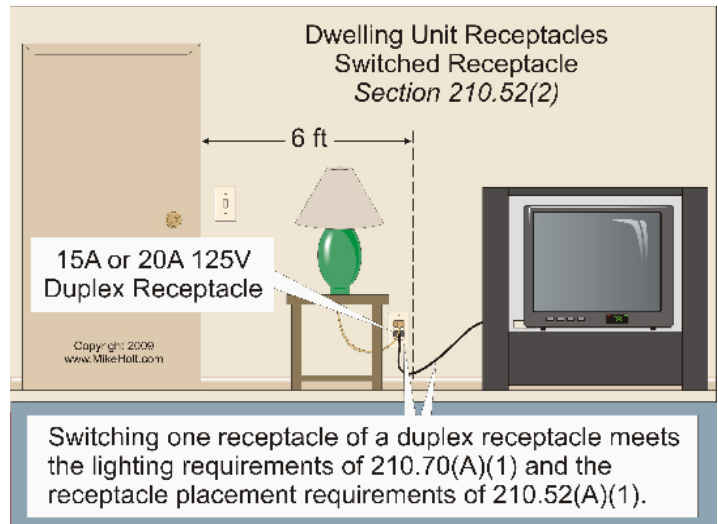 Dwelling Unit Receptacles
Switched Receptacle
Section 210.52(2)
6 ft
15A or 20A 125V
Duplex Receptacle
Copyright 2009
www.MikeHolt.com
Switching one receptacle of a duplex receptacle meets
the lighting requirements of 210.70(A)(1) and the
receptacle placement requirements of 210.52(A)(1).